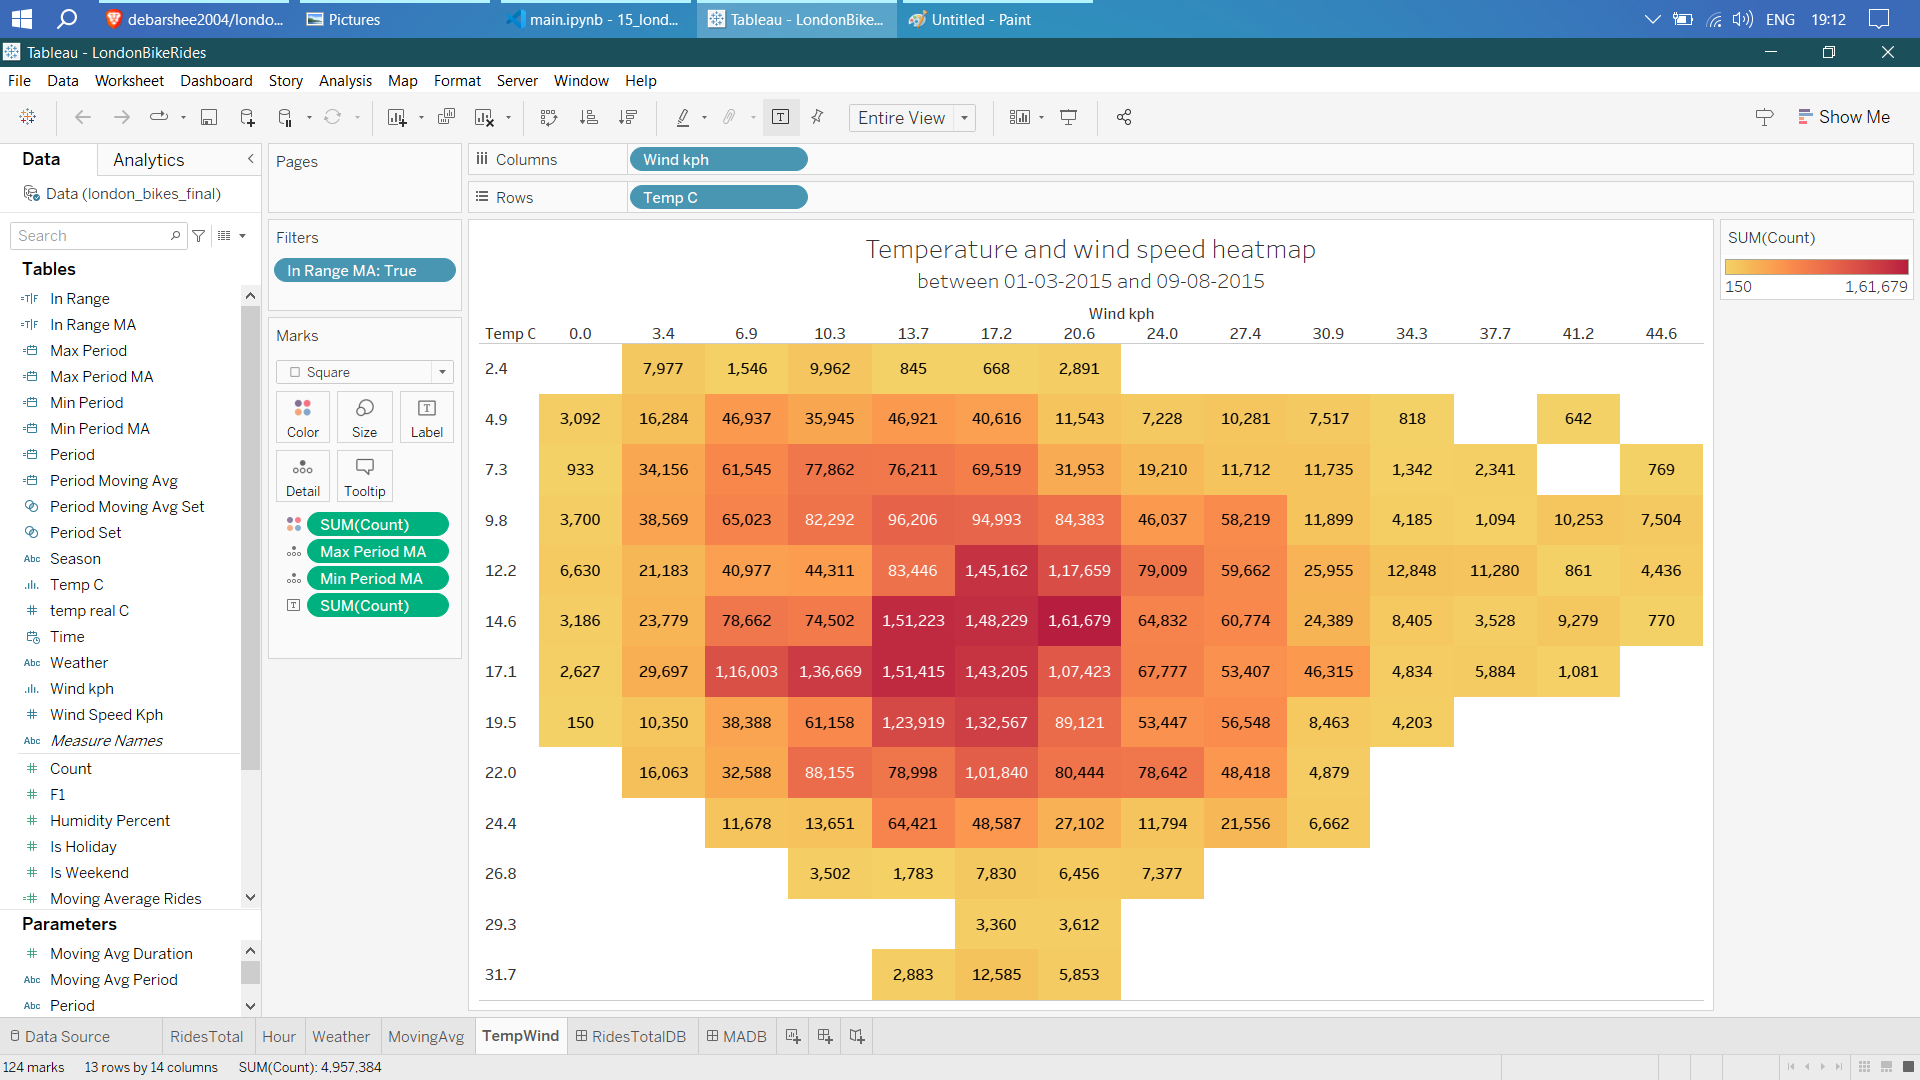 debarshee2004/londo...
Pictures
main.ipynb - 15_lond...
Tableau - LondonBike...
Untitled - Paint
ENG
19:12
Tableau - LondonBikeRides
File Data Worksheet Dashboard Story Analysis Map Format Server Window Help
Entire View
Show Me
Data
Analytics
Data (london_bikes_final)
Search
Tables
=T|F In Range
=T|F In Range MA
Max Period
Max Period MA
Min Period
Min Period MA
Period
Period Moving Avg
Period Moving Avg Set
Period Set
Abc Season
Temp C
# temp real C
Time
Abc Weather
Wind kph
# Wind Speed Kph
Abc Measure Names
# Count
# F1
# Humidity Percent
# Is Holiday
# Is Weekend
=# Moving Average Rides
Parameters
# Moving Avg Duration
Abc Moving Avg Period
Abc Period
Pages
Filters
In Range MA: True
Marks
Square
Color
Size
T
Label
Detail
Tooltip
SUM(Count)
Max Period MA
Min Period MA
T SUM(Count)
Columns
Wind kph
Rows
Temp C
Temperature and wind speed heatmap
between 01-03-2015 and 09-08-2015
Wind kph
Temp C 0.0 3.4 6.9 10.3 13.7 17.2 20.6 24.0 27.4 30.9 34.3 37.7 41.2 44.6
2.4 7,977 1,546 9,962 845 668 2,891
4.9 3,092 16,284 46,937 35,945 46,921 40,616 11,543 7,228 10,281 7,517 818 642
7.3 933 34,156 61,545 77,862 76,211 69,519 31,953 19,210 11,712 11,735 1,342 2,341 769
9.8 3,700 38,569 65,023 82,292 96,206 94,993 84,383 46,037 58,219 11,899 4,185 1,094 10,253 7,504
12.2 6,630 21,183 40,977 44,311 83,446 1,45,162 1,17,659 79,009 59,662 25,955 12,848 11,280 861 4,436
14.6 3,186 23,779 78,662 74,502 1,51,223 1,48,229 1,61,679 64,832 60,774 24,389 8,405 3,528 9,279 770
17.1 2,627 29,697 1,16,003 1,36,669 1,51,415 1,43,205 1,07,423 67,777 53,407 46,315 4,834 5,884 1,081
19.5 150 10,350 38,388 61,158 1,23,919 1,32,567 89,121 53,447 56,548 8,463 4,203
22.0 16,063 32,588 88,155 78,998 1,01,840 80,444 78,642 48,418 4,879
24.4 11,678 13,651 64,421 48,587 27,102 11,794 21,556 6,662
26.8 3,502 1,783 7,830 6,456 7,377
29.3 3,360 3,612
31.7 2,883 12,585 5,853
SUM(Count)
150 1,61,679
Data Source
RidesTotal
Hour
Weather
MovingAvg
TempWind
RidesTotalDB
MADB
124 marks
13 rows by 14 columns
SUM(Count): 4,957,384